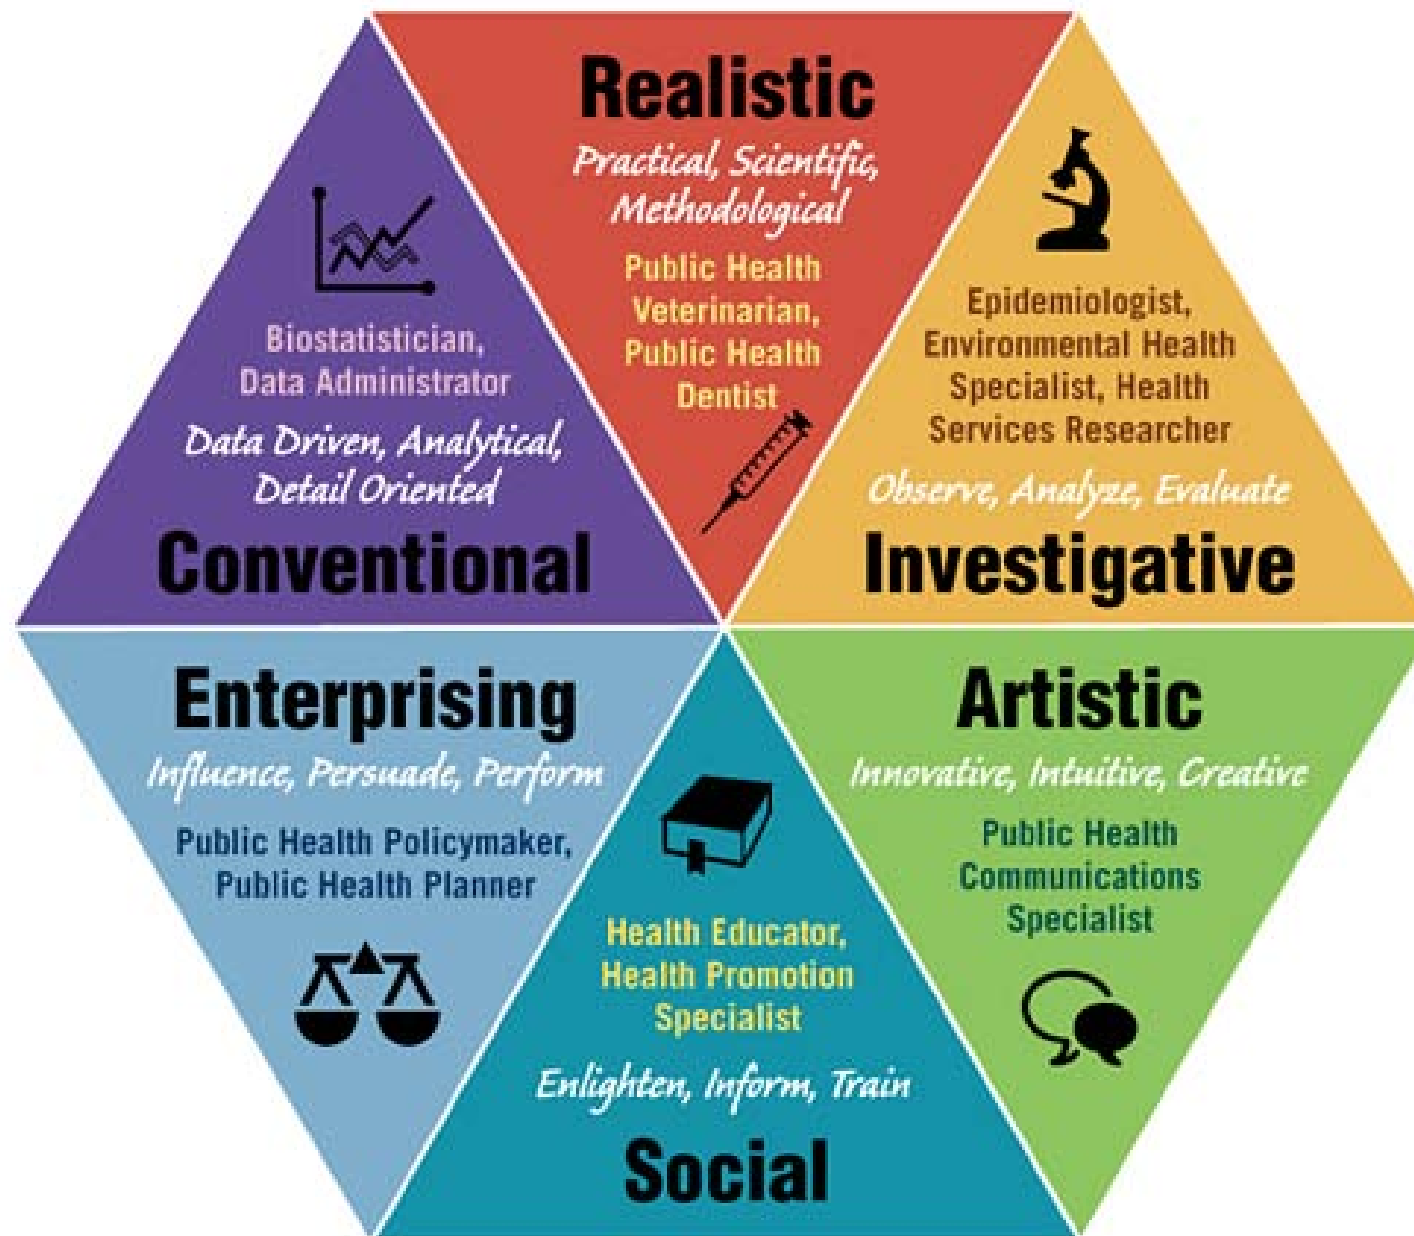 Realistic
Practical, Scientific,
Methodological
Public Health
Veterinarian,
Public Health
Dentist
Epidemiologist,
Environmental Health
Specialist, Health
Services Researcher
Observe, Analyze, Evaluate
Investigative
Artistic
Innovative, Intuitive, Creative
Public Health
Communications
Specialist
Health Educator,
Health Promotion
Specialist
Enlighten, Inform, Train
Social
Enterprising
Influence, Persuade, Perform
Public Health Policymaker,
Public Health Planner
Biostatistician,
Data Administrator
Data Driven, Analytical,
Detail Oriented
Conventional